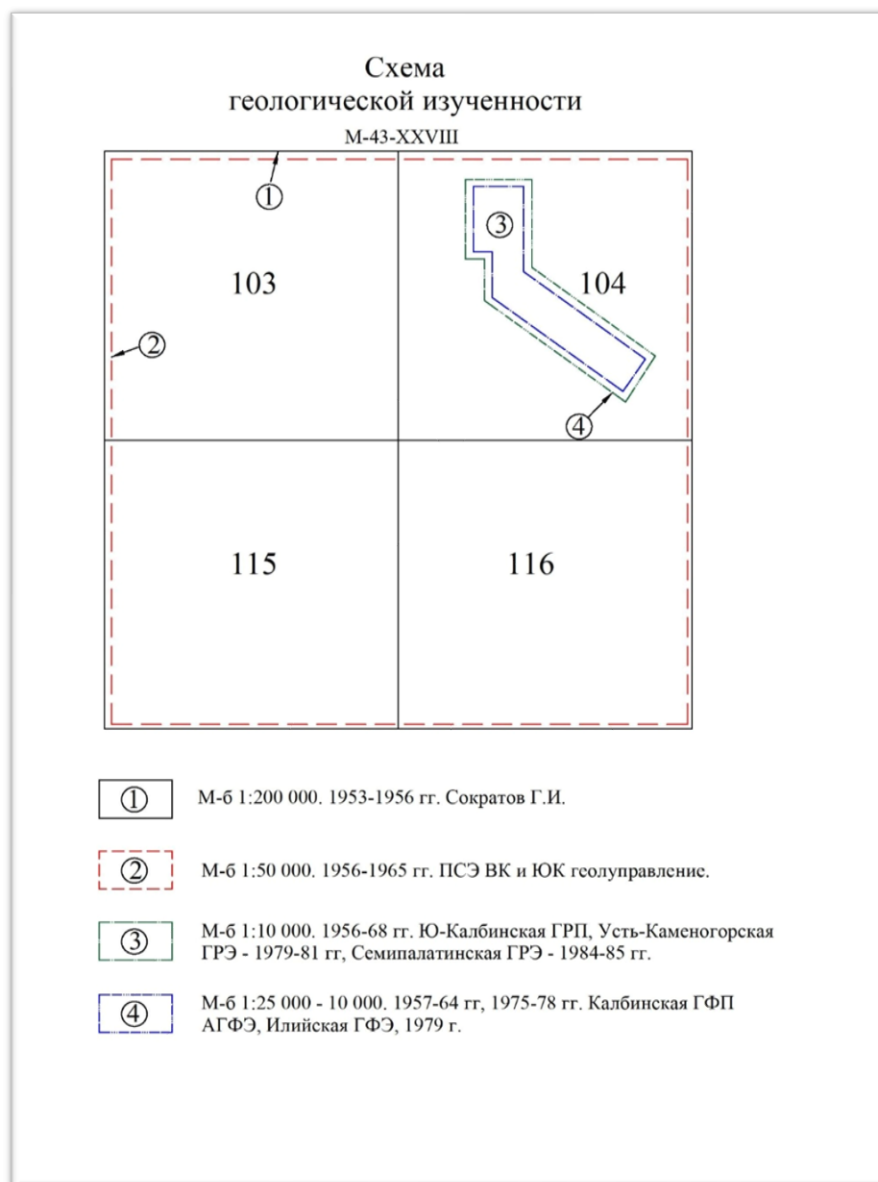 Схема
геологической изученности
М-43-XXVIII
1
3
103
104
2
4
115
116
1 М-б 1:200 000. 1953-1956 гг. Сократов Г.И.
2 М-б 1:50 000. 1956-1965 гг. ПСЭ ВК и ЮК геолуправление.
3 М-б 1:10 000. 1956-68 гг. Ю-Калбинская ГРП, Усть-Каменогорская
ГРЭ - 1979-81 гг, Семипалатинская ГРЭ - 1984-85 гг.
4 М-б 1:25 000 - 10 000. 1957-64 гг, 1975-78 гг. Калбинская ГФП
АГФЭ, Илийская ГФЭ, 1979 г.